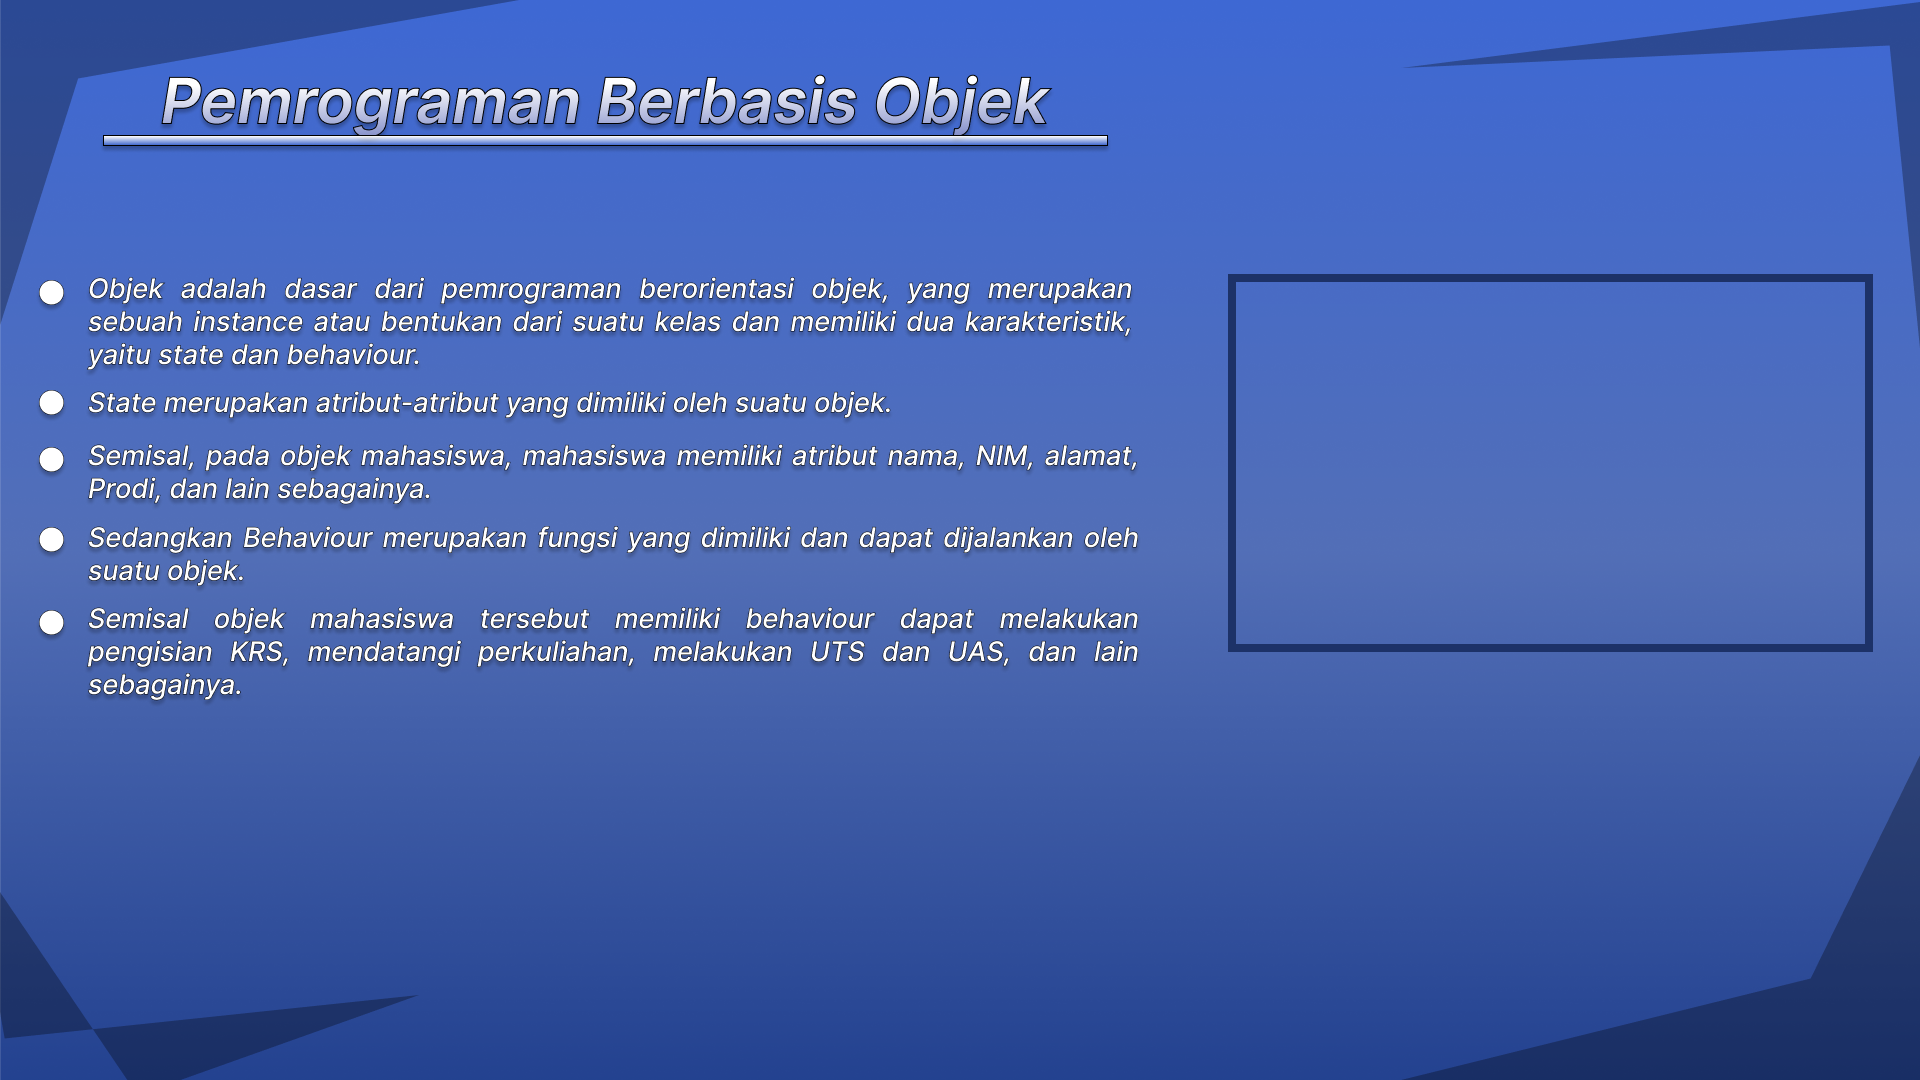 Pemrograman Berbasis Objek
Objek adalah dasar dari pemrograman berorientasi objek, yang merupakan
sebuah instance atau bentukan dari suatu kelas dan memiliki dua karakteristik,
yaitu state dan behaviour.
State merupakan atribut-atribut yang dimiliki oleh suatu objek.
Semisal, pada objek mahasiswa, mahasiswa memiliki atribut nama, NIM, alamat,
Prodi, dan lain sebagainya.
Sedangkan Behaviour merupakan fungsi yang dimiliki dan dapat dijalankan oleh
suatu objek.
Semisal objek mahasiswa tersebut memiliki behaviour dapat melakukan
pengisian KRS, mendatangi perkuliahan, melakukan UTS dan UAS, dan lain
sebagainya.